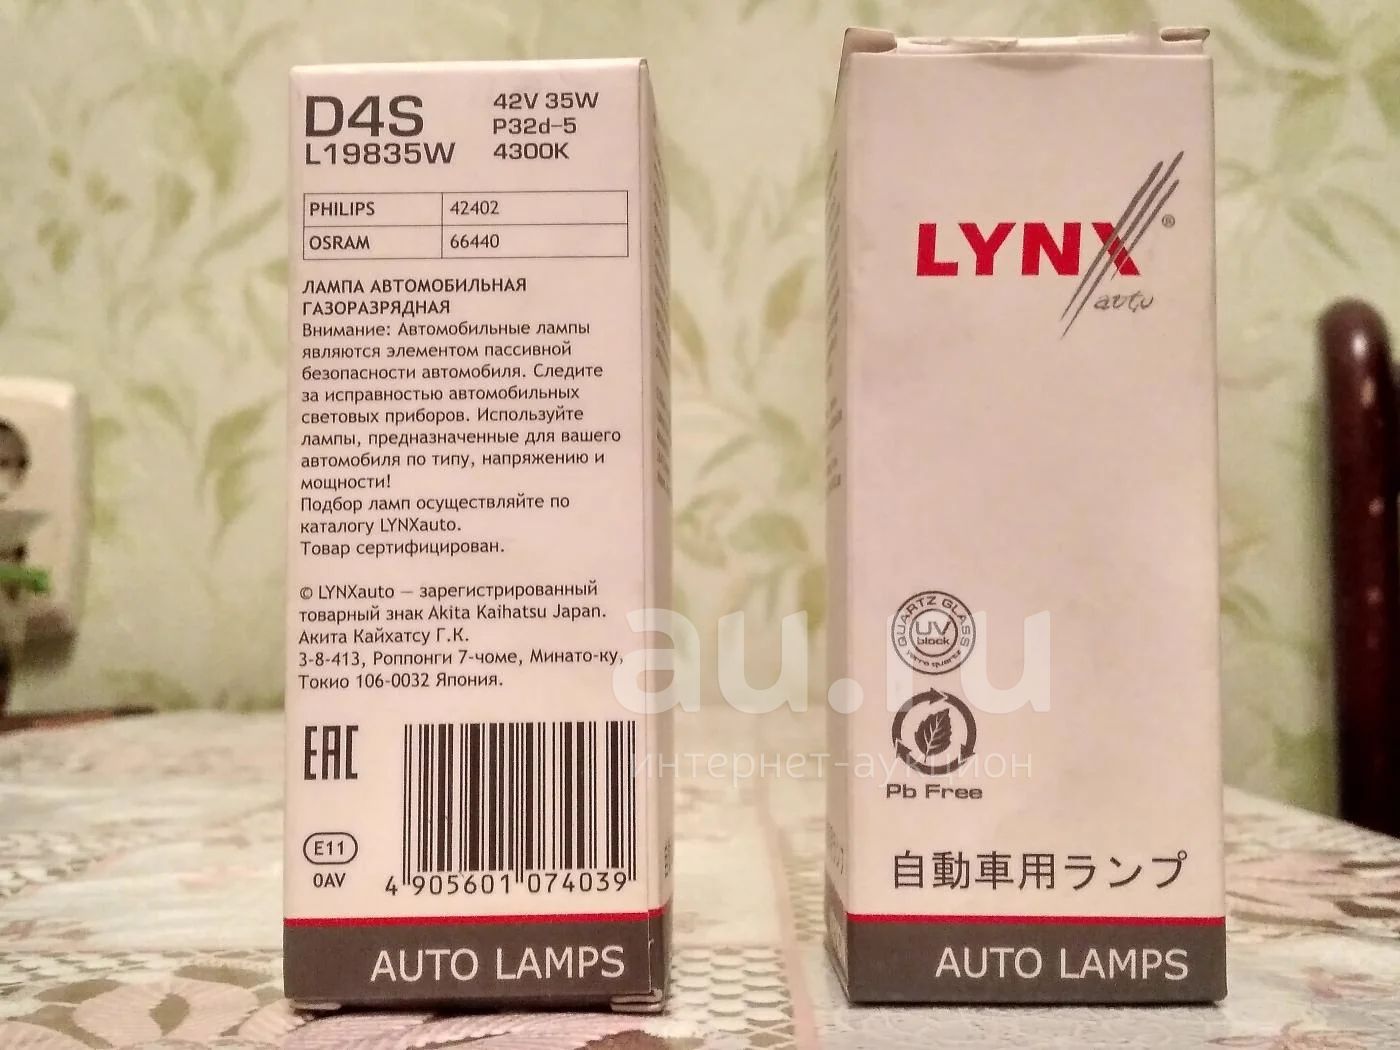 D4S
L19835W
42V 35W
P32d-5
4300K
PHILIPS 42402
OSRAM 66440
ЛАМПА АВТОМОБИЛЬНАЯ
ГАЗОРАЗРЯДНАЯ
Внимание: Автомобильные лампы
являются элементом пассивной
безопасности автомобиля. Следите
за исправностью автомобильных
световых приборов. Используйте
лампы, предназначенные для вашего
автомобиля по типу, напряжению и
мощности!
Подбор ламп осуществляйте по
каталогу LYNXauto.
Товар сертифицирован.
© LYNXauto — зарегистрированный
товарный знак Akita Kaihatsu Japan.
Акита Кайхатсу Г.К.
3-8-413, Роппонги 7-чоме, Минато-ку,
Токио 106-0032 Япония.
EAC
E11
0AV
4 905601 074039
AUTO LAMPS
LYNX®
auto
QUARTZ GLASS
UV
block
Pb Free
自動車用ランプ
AUTO LAMPS
au.ru
интернет-аукцион